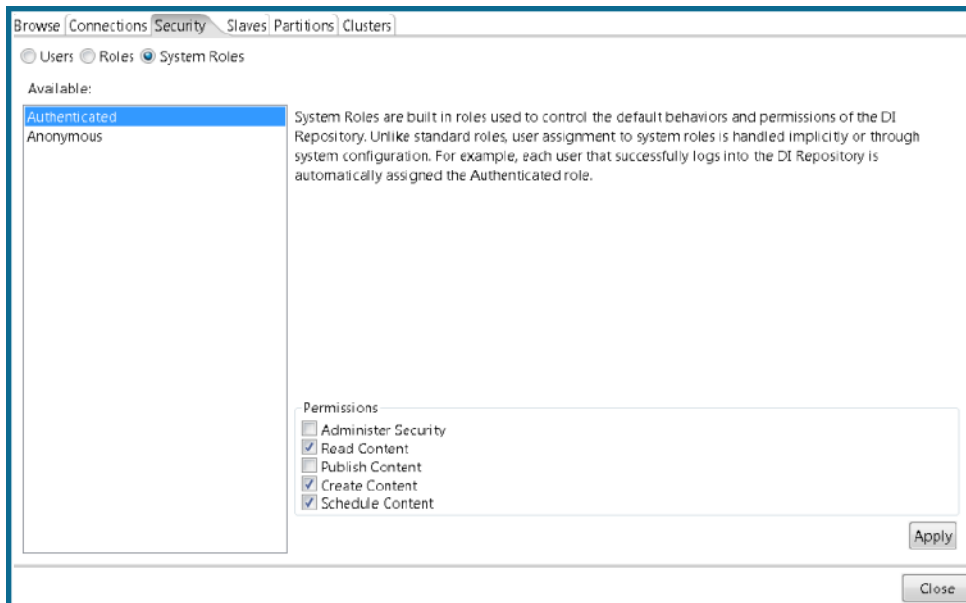 Browse Connections Security Slaves Partitions Clusters
Users Roles System Roles
Available:
Authenticated
Anonymous
System Roles are built in roles used to control the default behaviors and permissions of the DI
Repository. Unlike standard roles, user assignment to system roles is handled implicitly or through
system configuration. For example, each user that successfully logs into the DI Repository is
automatically assigned the Authenticated role.
Permissions
Administer Security
Read Content
Publish Content
Create Content
Schedule Content
Apply
Close